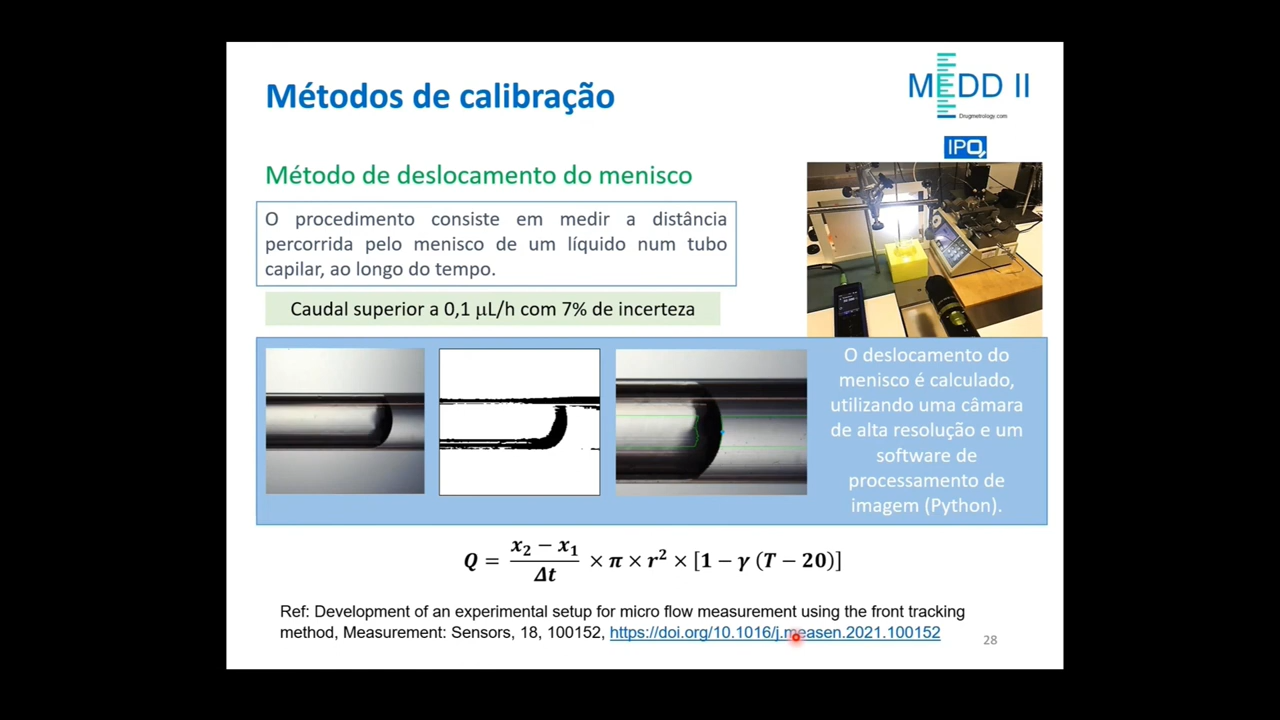 Métodos de calibração
MEDD II
Drugmetrology.com
IPQ
Método de deslocamento do menisco
O procedimento consiste em medir a distância
percorrida pelo menisco de um líquido num tubo
capilar, ao longo do tempo.
Caudal superior a 0,1 µL/h com 7% de incerteza
O deslocamento do
menisco é calculado,
utilizando uma câmara
de alta resolução e um
software de
processamento de
imagem (Python).
Q = (x₂ − x₁)/Δt × π × r² × [1 − γ (T − 20)]
Ref: Development of an experimental setup for micro flow measurement using the front tracking
method, Measurement: Sensors, 18, 100152, https://doi.org/10.1016/j.measen.2021.100152
28